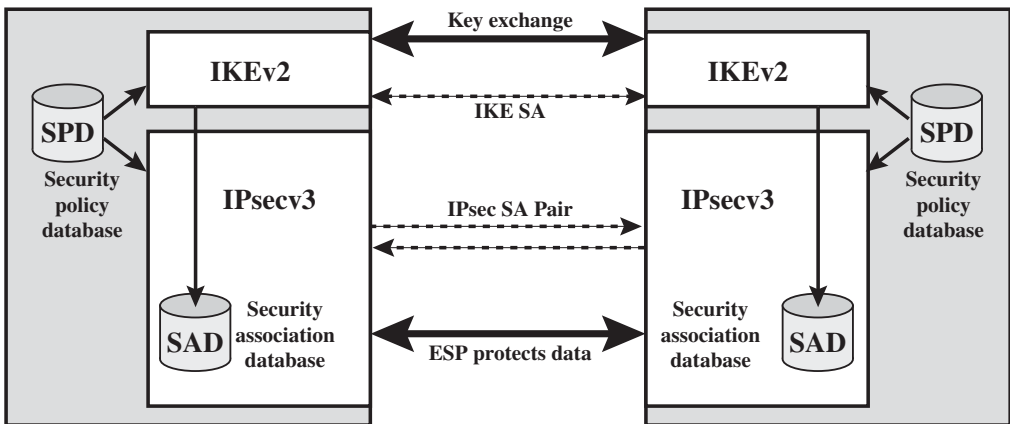 Key exchange
IKEv2
IKEv2
IKE SA
SPD
SPD
Security
policy
database
Security
policy
database
IPsecv3
IPsecv3
IPsec SA Pair
SAD
Security
association
database
Security
association
database
SAD
ESP protects data